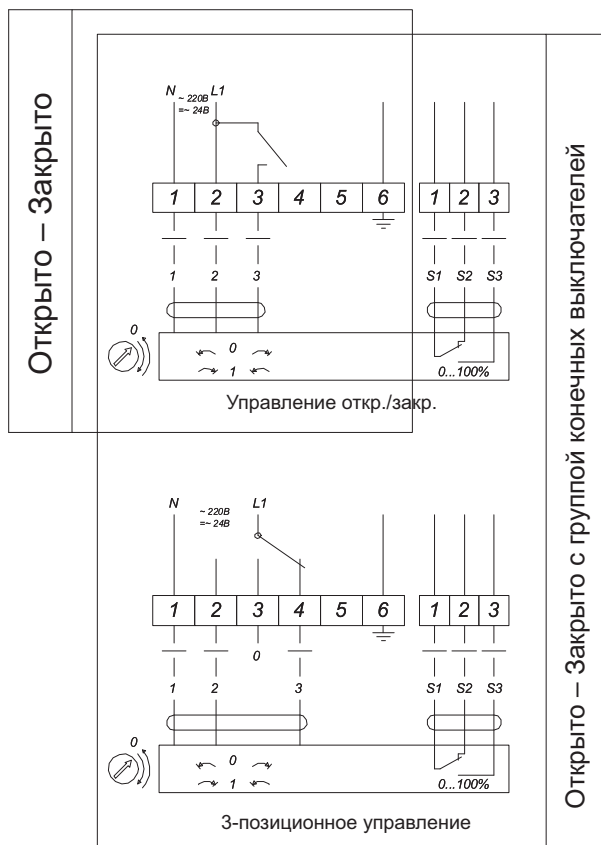 Открыто – Закрыто
Открыто – Закрыто с группой конечных выключателей
N ~ 220В L1
=~ 24В
1 2 3 4 5 6 1 2 3
1 2 3 S1 S2 S3
0
0
1 0...100%
Управление откр./закр.
N ~ 220В L1
=~ 24В
1 2 3 4 5 6 1 2 3
0
1 2 3 S1 S2 S3
0
0
1 0...100%
3-позиционное управление